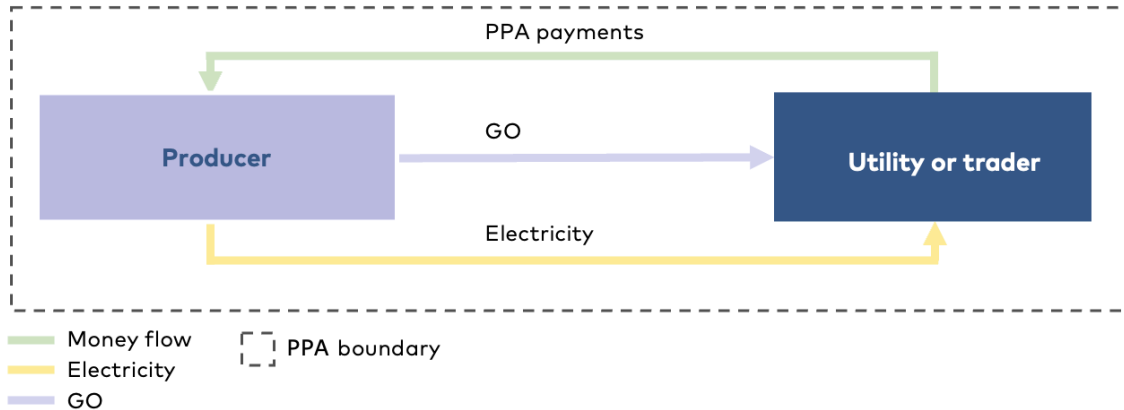 PPA payments
Producer
GO
Utility or trader
Electricity
Money flow
PPA boundary
Electricity
GO